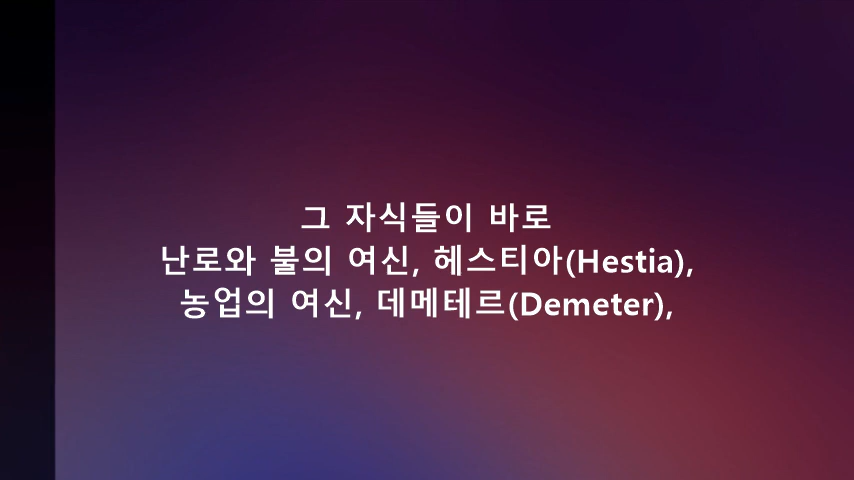 그 자식들이 바로
난로와 불의 여신, 헤스티아(Hestia),
농업의 여신, 데메테르(Demeter),